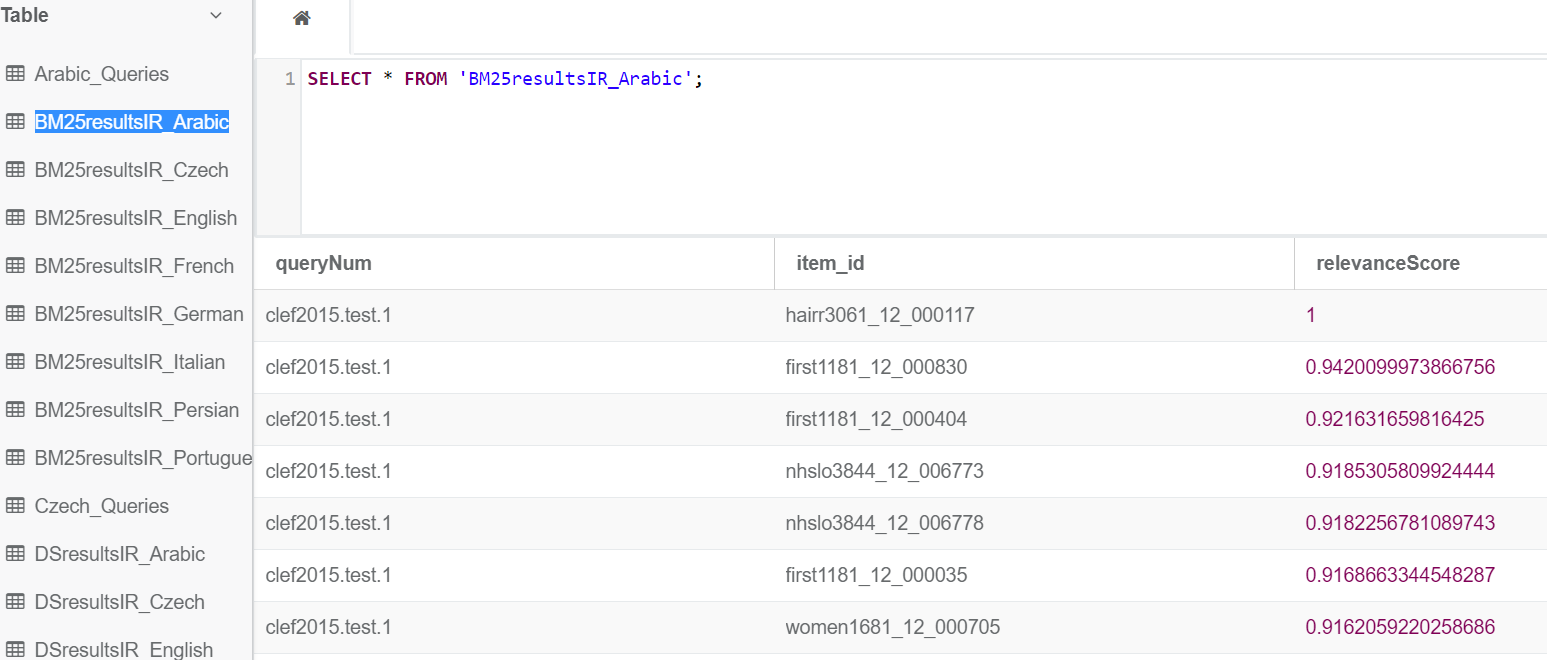 Table
Arabic_Queries
BM25resultsIR_Arabic
BM25resultsIR_Czech
BM25resultsIR_English
BM25resultsIR_French
BM25resultsIR_German
BM25resultsIR_Italian
BM25resultsIR_Persian
BM25resultsIR_Portugue
Czech_Queries
DSresultsIR_Arabic
DSresultsIR_Czech
DSresultsIR_English
1 SELECT * FROM 'BM25resultsIR_Arabic';
queryNum item_id relevanceScore
clef2015.test.1 hairr3061_12_000117 1
clef2015.test.1 first1181_12_000830 0.9420099973866756
clef2015.test.1 first1181_12_000404 0.921631659816425
clef2015.test.1 nhslo3844_12_006773 0.9185305809924444
clef2015.test.1 nhslo3844_12_006778 0.9182256781089743
clef2015.test.1 first1181_12_000035 0.9168663344548287
clef2015.test.1 women1681_12_000705 0.9162059220258686